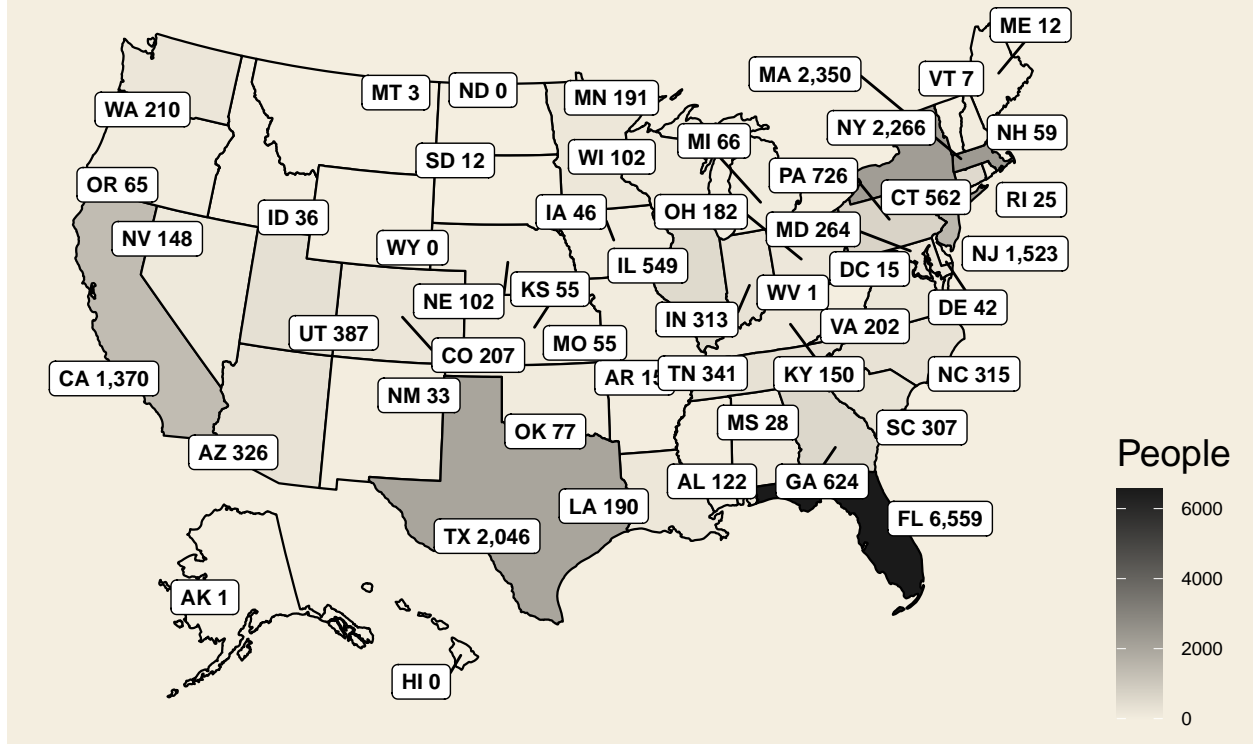 ME 12
MA 2,350
VT 7
MT 3
ND 0
MN 191
WA 210
NY 2,266
NH 59
MI 66
SD 12
WI 102
PA 726
OR 65
CT 562
RI 25
ID 36
IA 46
OH 182
MD 264
NV 148
WY 0
IL 549
DC 15
NJ 1,523
NE 102
KS 55
WV 1
DE 42
IN 313
VA 202
UT 387
MO 55
CO 207
CA 1,370
AR 15
TN 341
KY 150
NC 315
NM 33
OK 77
MS 28
SC 307
AZ 326
AL 122
GA 624
LA 190
FL 6,559
TX 2,046
AK 1
HI 0
People
6000
4000
2000
0